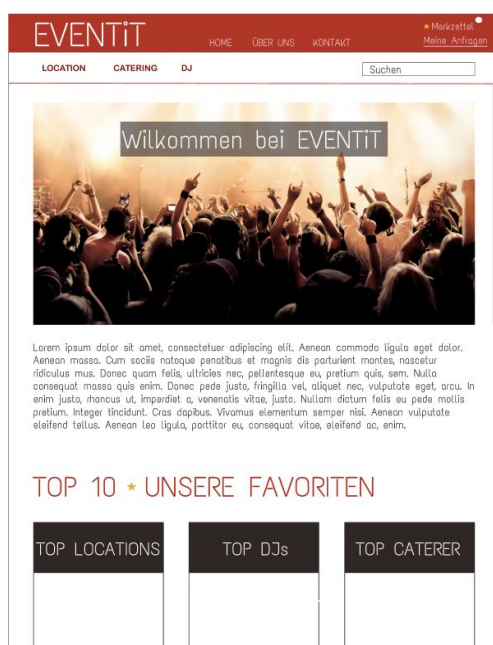 EVENTiT
HOME ÜBER UNS KONTAKT
★Merkzettel
Meine Anfragen
LOCATION CATERING DJ
Suchen
Wilkommen bei EVENTiT
Lorem ipsum dolor sit amet, consectetuer adipiscing elit. Aenean commodo ligula eget dolor.
Aenean massa. Cum sociis natoque penatibus et magnis dis parturient montes, nascetur
ridiculus mus. Donec quam felis, ultricies nec, pellentesque eu, pretium quis, sem. Nulla
consequat massa quis enim. Donec pede justo, fringilla vel, aliquet nec, vulputate eget, arcu. In
enim justo, rhoncus ut, imperdiet a, venenatis vitae, justo. Nullam dictum felis eu pede mollis
pretium. Integer tincidunt. Cras dapibus. Vivamus elementum semper nisi. Aenean vulputate
eleifend tellus. Aenean leo ligula, porttitor eu, consequat vitae, eleifend ac, enim.
TOP 10 ★ UNSERE FAVORITEN
TOP LOCATIONS
TOP DJs
TOP CATERER